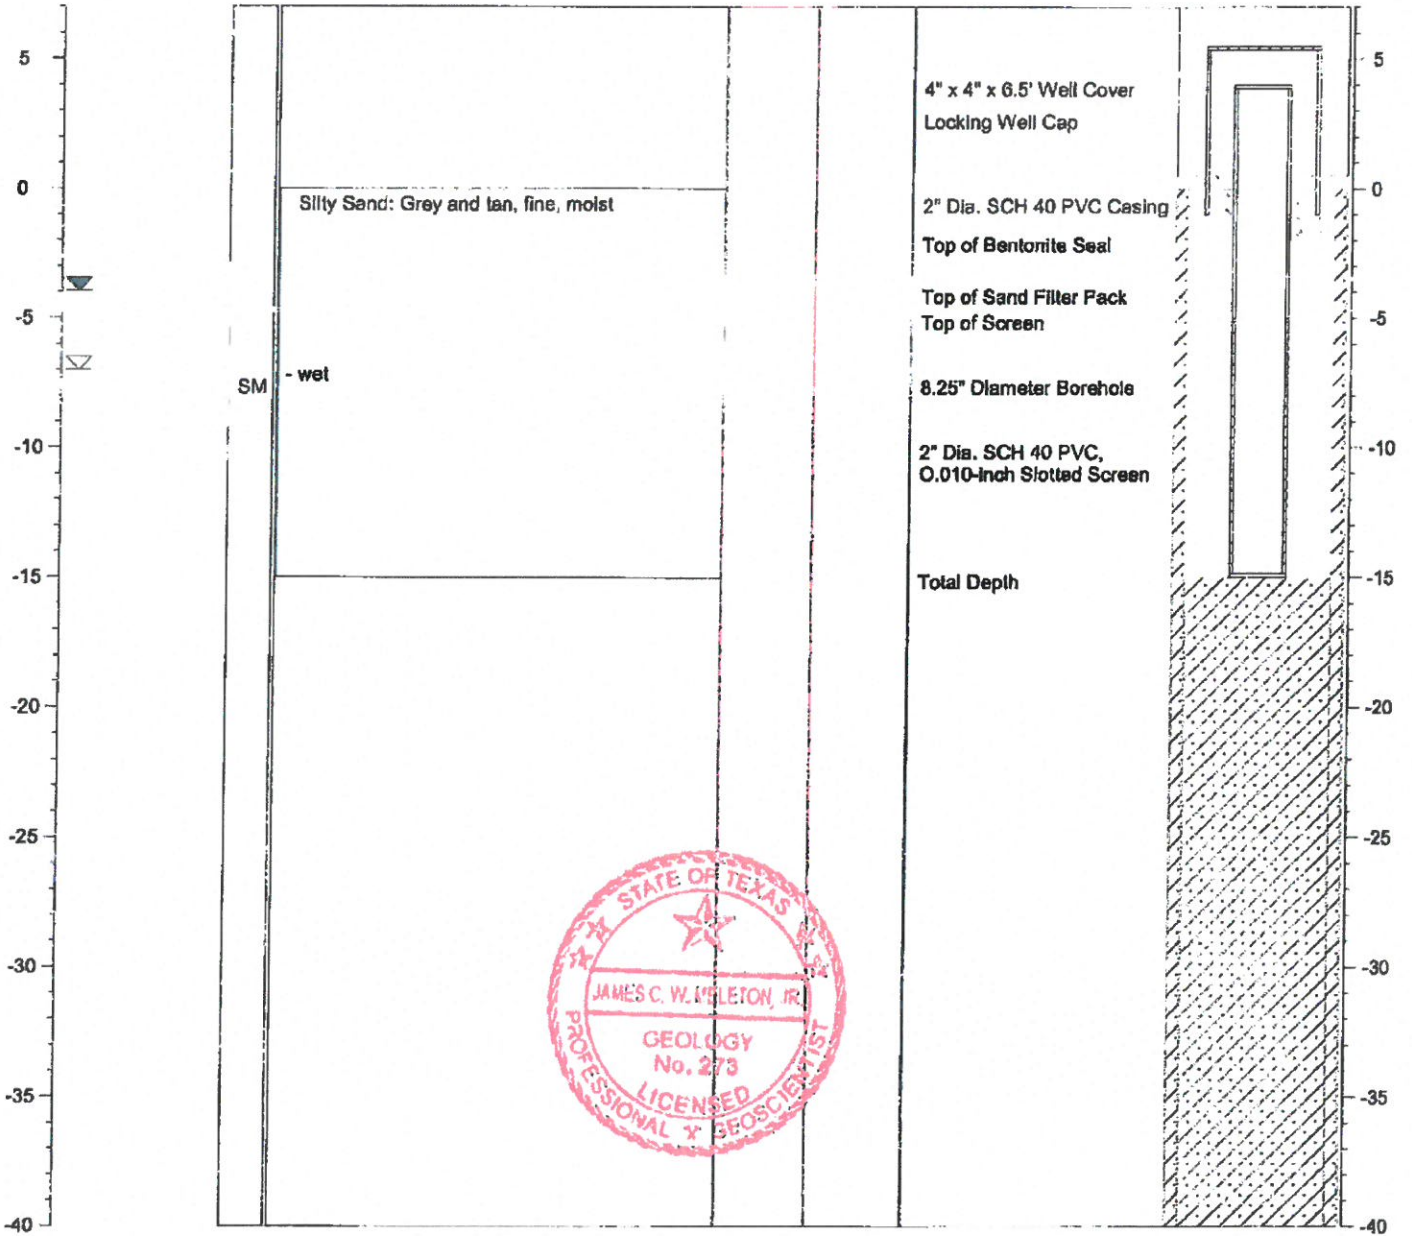 5
5
4" x 4" x 6.5' Well Cover
Locking Well Cap
0
0
Silty Sand: Grey and tan, fine, moist
2" Dia. SCH 40 PVC Casing
Top of Bentonite Seal
Top of Sand Filter Pack
-5
-5
Top of Screen
- wet
SM
8.25" Diameter Borehole
-10
-10
2" Dia. SCH 40 PVC,
0.010-inch Slotted Screen
-15
-15
Total Depth
-20
-20
-25
-25
STATE OF TEXAS
-30
-30
JAMES C. W. JR.
GEOLOGY
No. 273
LICENSED
PROFESSIONAL GEOSCIENTIST
-35
-35
-40
-40